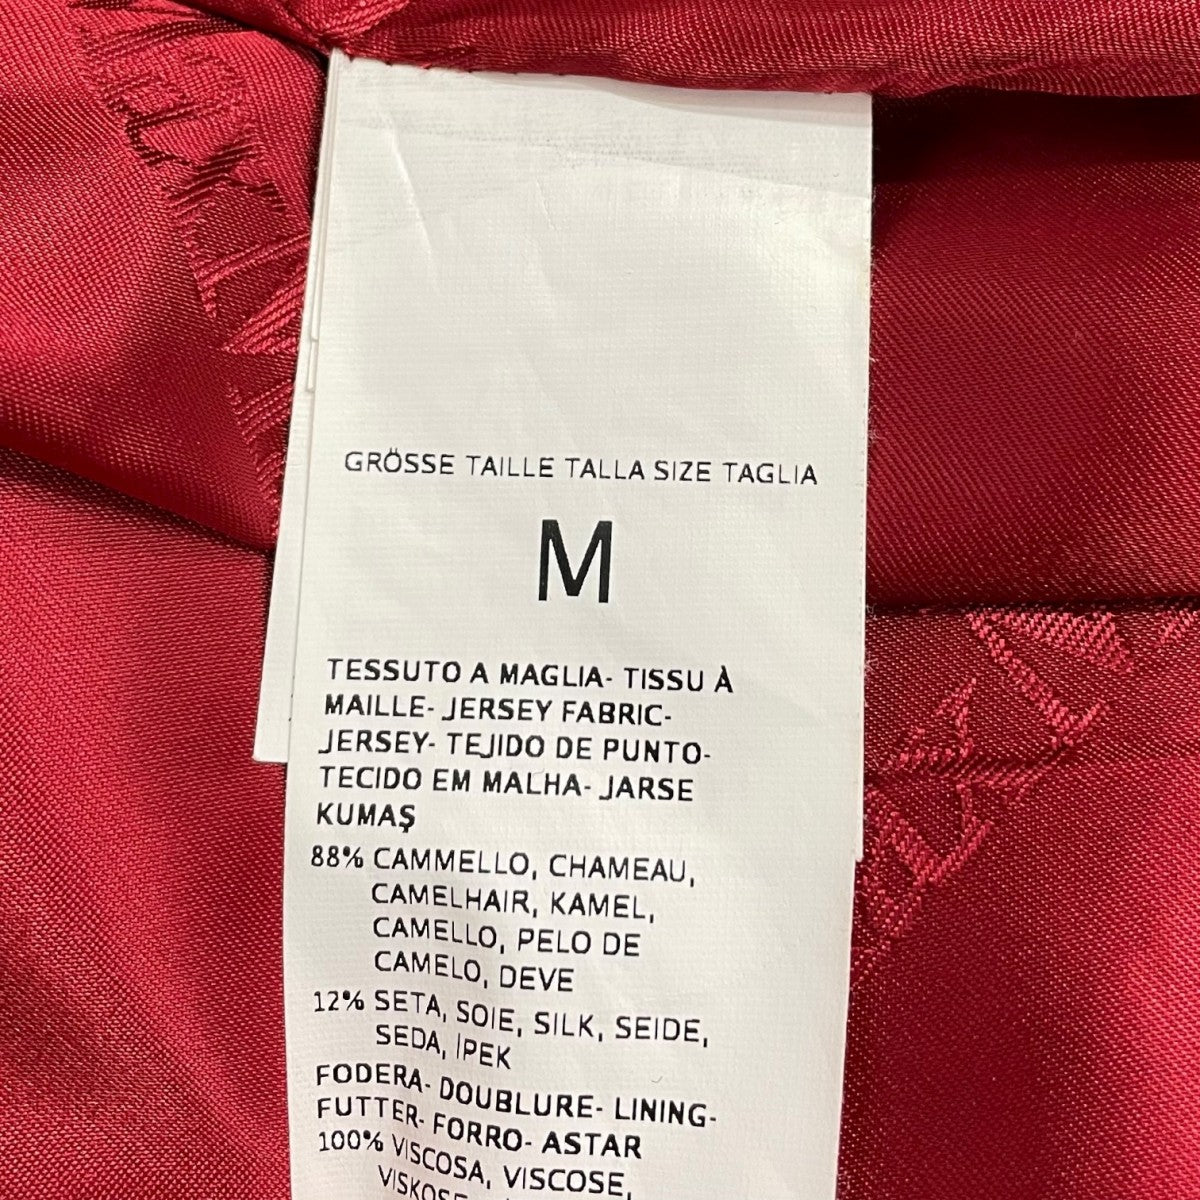 GRÖSSE TAILLE TALLA SIZE TAGLIA
M
TESSUTO A MAGLIA- TISSU À
MAILLE- JERSEY FABRIC-
JERSEY- TEJIDO DE PUNTO-
TECIDO EM MALHA- JARSE
KUMAŞ
88% CAMMELLO, CHAMEAU,
CAMELHAIR, KAMEL,
CAMELLO, PELO DE
CAMELO, DEVE
12% SETA, SOIE, SILK, SEIDE,
SEDA, IPEK
FODERA- DOUBLURE- LINING-
FUTTER- FORRO- ASTAR
100% VISCOSA, VISCOSE,
VISKOSE,